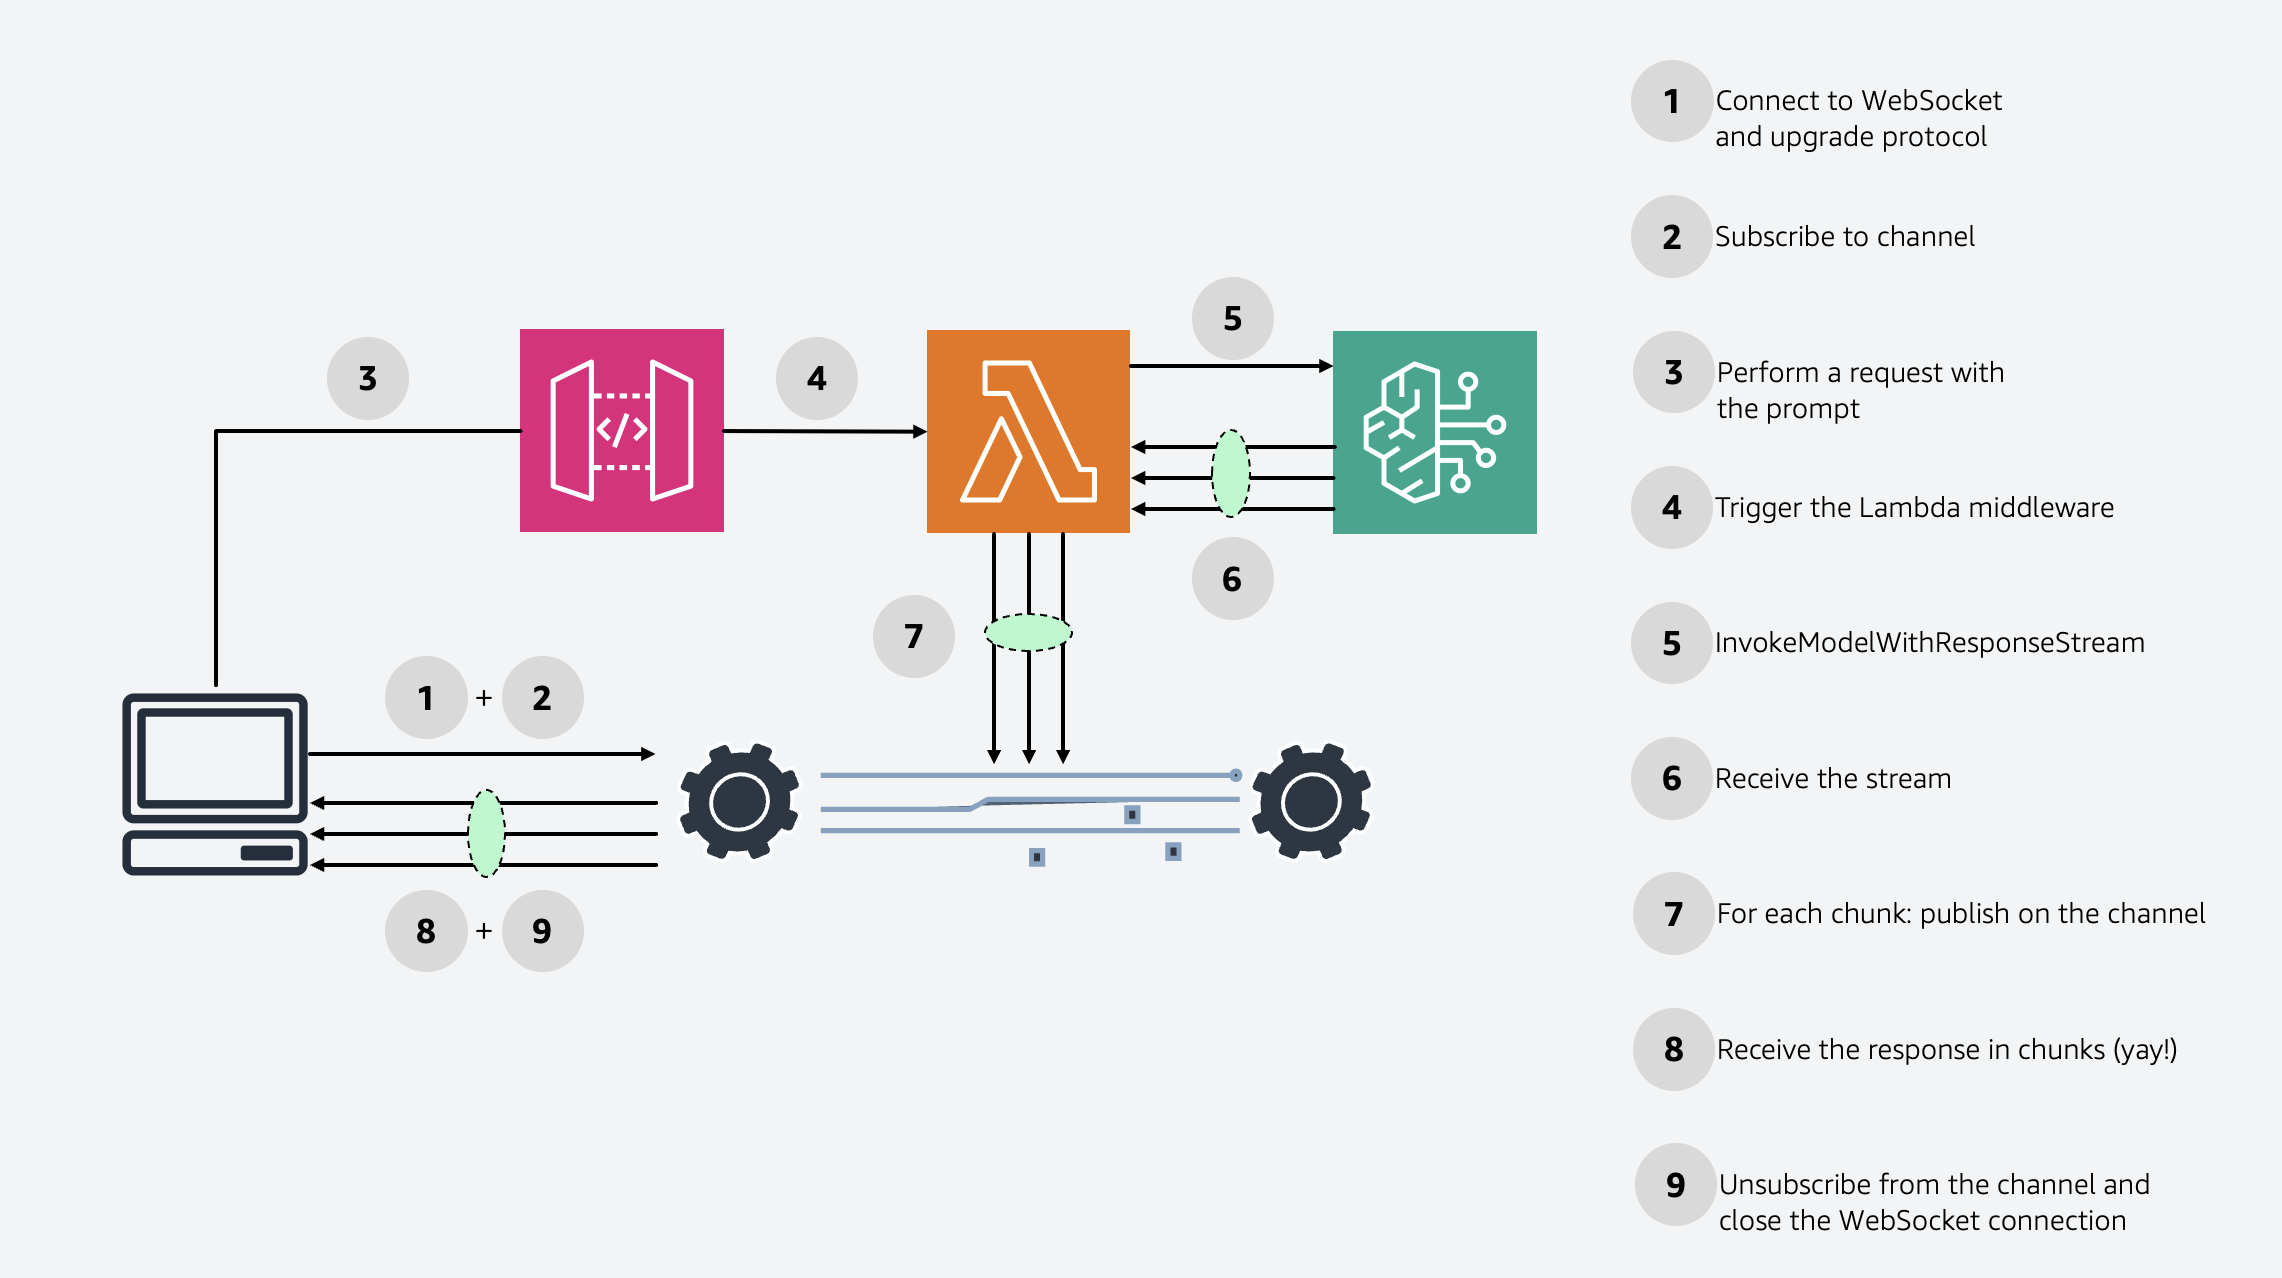 5
3
4
6
7
1 + 2
8 + 9
1 Connect to WebSocket
and upgrade protocol
2 Subscribe to channel
3 Perform a request with
the prompt
4 Trigger the Lambda middleware
5 InvokeModelWithResponseStream
6 Receive the stream
7 For each chunk: publish on the channel
8 Receive the response in chunks (yay!)
9 Unsubscribe from the channel and
close the WebSocket connection